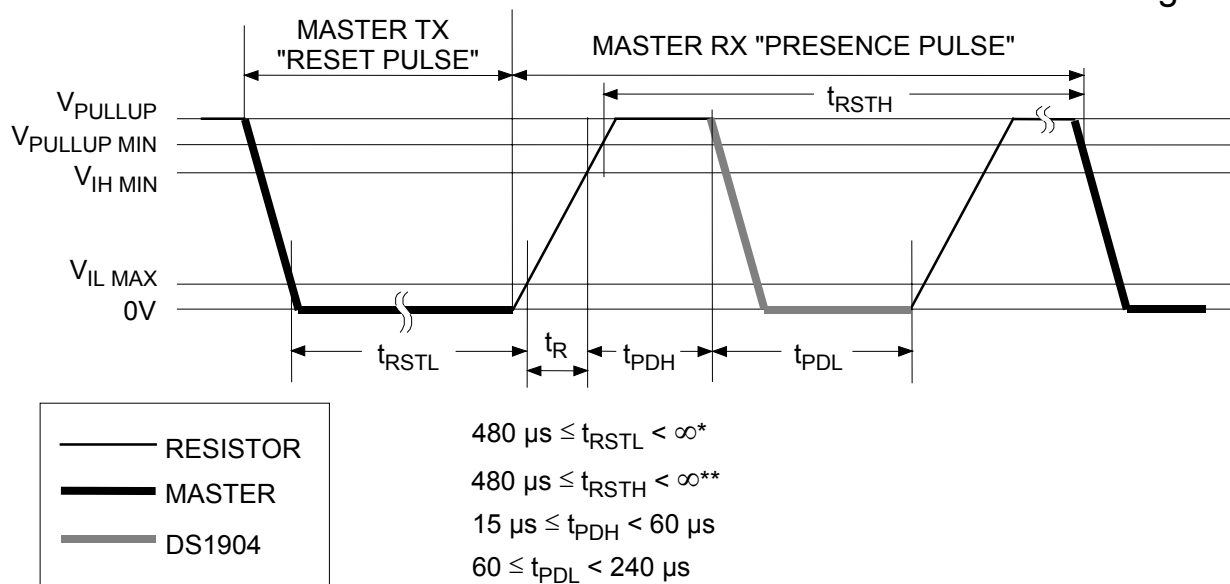 MASTER TX
"RESET PULSE"
MASTER RX "PRESENCE PULSE"
VPULLUP
VPULLUP MIN
VIH MIN
VIL MAX
0V
tRSTH
tRSTL
tR
tPDH
tPDL
RESISTOR
MASTER
DS1904
480 µs ≤ tRSTL < ∞*
480 µs ≤ tRSTH < ∞**
15 µs ≤ tPDH < 60 µs
60 ≤ tPDL < 240 µs